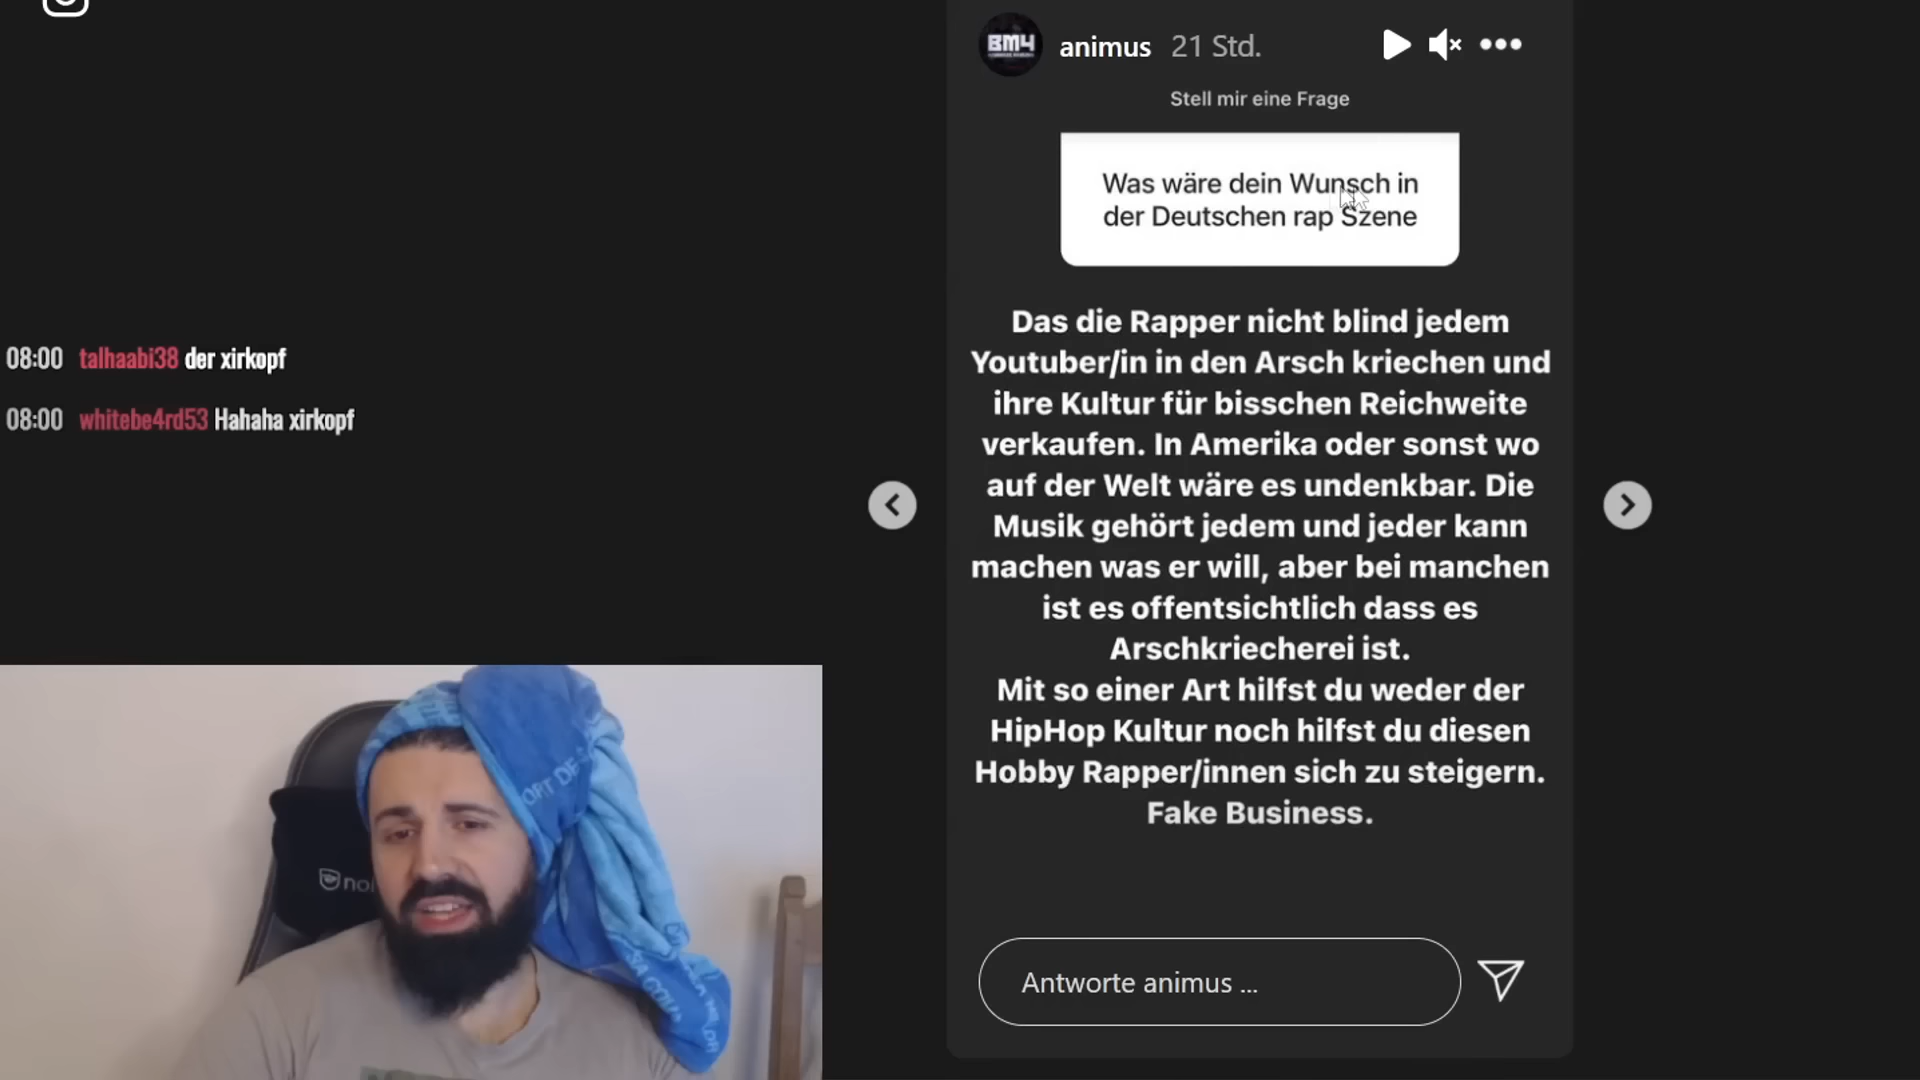 animus 21 Std.
Stell mir eine Frage
Was wäre dein Wunsch in
der Deutschen rap Szene
Das die Rapper nicht blind jedem
Youtuber/in in den Arsch kriechen und
ihre Kultur für bisschen Reichweite
verkaufen. In Amerika oder sonst wo
auf der Welt wäre es undenkbar. Die
Musik gehört jedem und jeder kann
machen was er will, aber bei manchen
ist es offentsichtlich dass es
Arschkriecherei ist.
Mit so einer Art hilfst du weder der
HipHop Kultur noch hilfst du diesen
Hobby Rapper/innen sich zu steigern.
Fake Business.
Antworte animus ...
08:00 talhaabi38 der xirkopf
08:00 whitebe4rd53 Hahaha xirkopf
BM4
ORT DE